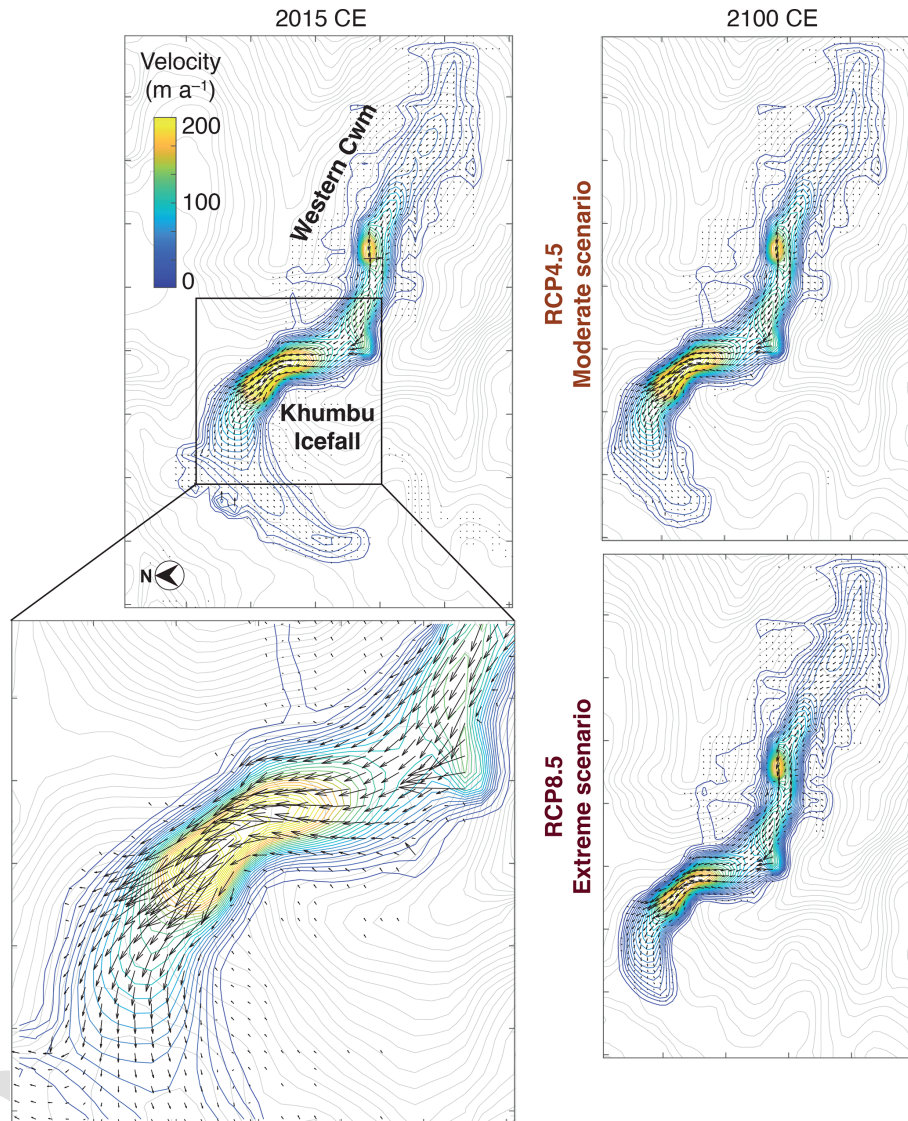 2015 CE
2100 CE
Velocity
(m a⁻¹)
200
100
0
Western Cwm
Khumbu
Icefall
N
RCP4.5
Moderate scenario
RCP8.5
Extreme scenario